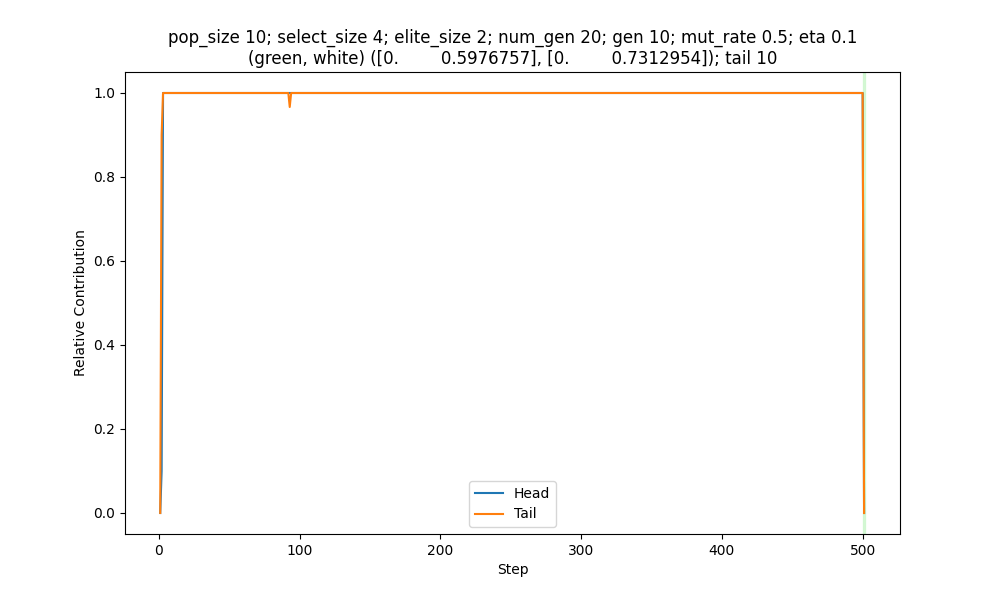 pop_size 10; select_size 4; elite_size 2; num_gen 20; gen 10; mut_rate 0.5; eta 0.1
(green, white) ([0.        0.5976757], [0.        0.7312954]); tail 10
1.0
0.8
0.6
0.4
0.2
0.0
Relative Contribution
Head
Tail
0
100
200
300
400
500
Step